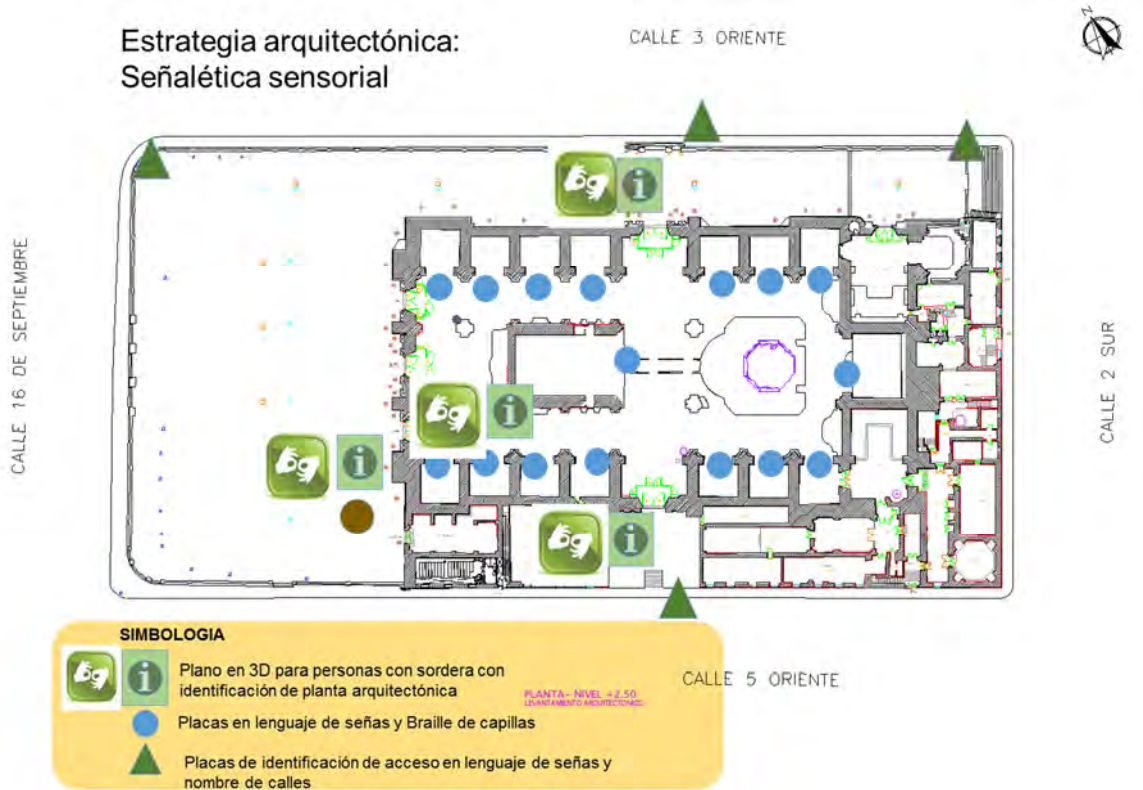 Estrategia arquitectónica:
Señalética sensorial
CALLE 3 ORIENTE
CALLE 16 DE SEPTIEMBRE
CALLE 2 SUR
SIMBOLOGIA
Plano en 3D para personas con sordera con
identificación de planta arquitectónica
PLANTA- NIVEL +2.50
LEVANTAMIENTO ARQUITECTONICO
CALLE 5 ORIENTE
Placas en lenguaje de señas y Braille de capillas
Placas de identificación de acceso en lenguaje de señas y
nombre de calles